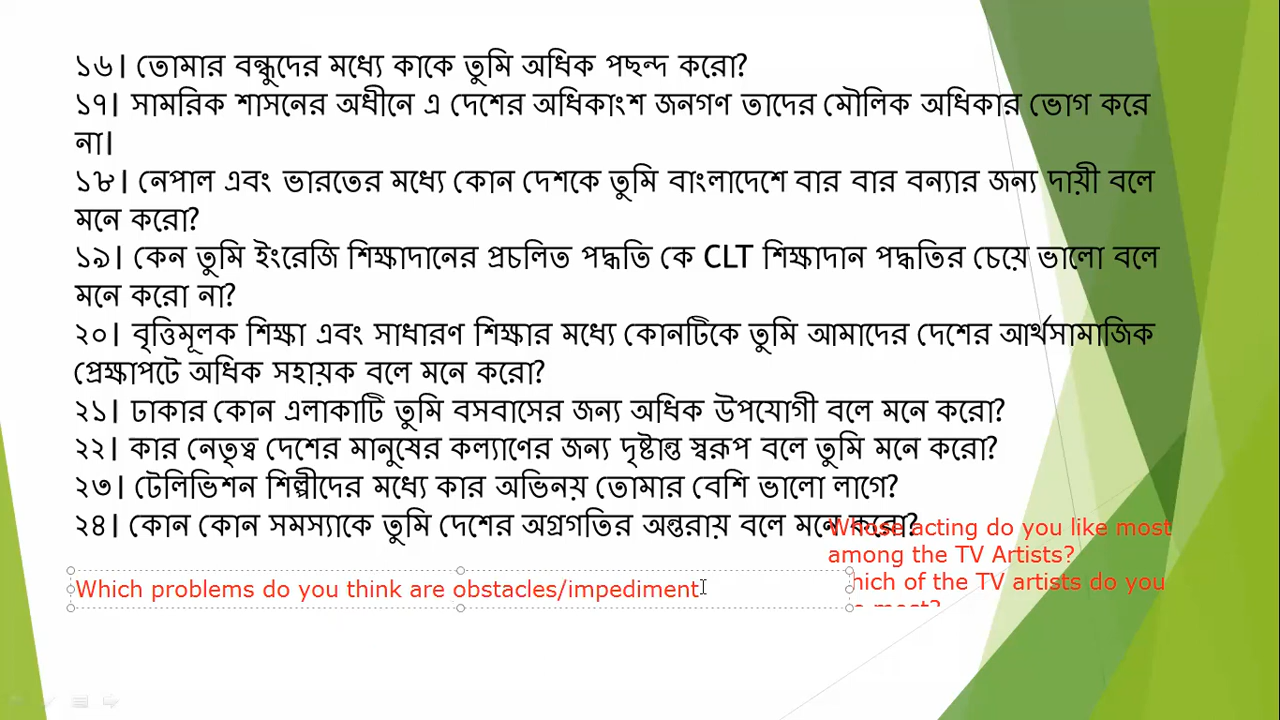 ১৬। তোমার বন্ধুদের মধ্যে কাকে তুমি অধিক পছন্দ করো?
১৭। সামরিক শাসনের অধীনে এ দেশের অধিকাংশ জনগণ তাদের মৌলিক অধিকার ভোগ করে
না।
১৮। নেপাল এবং ভারতের মধ্যে কোন দেশকে তুমি বাংলাদেশে বার বার বন্যার জন্য দায়ী বলে
মনে করো?
১৯। কেন তুমি ইংরেজি শিক্ষাদানের প্রচলিত পদ্ধতি কে CLT শিক্ষাদান পদ্ধতির চেয়ে ভালো বলে
মনে করো না?
২০। বৃত্তিমূলক শিক্ষা এবং সাধারণ শিক্ষার মধ্যে কোনটিকে তুমি আমাদের দেশের আর্থসামাজিক
প্রেক্ষাপটে অধিক সহায়ক বলে মনে করো?
২১। ঢাকার কোন এলাকাটি তুমি বসবাসের জন্য অধিক উপযোগী বলে মনে করো?
২২। কার নেতৃত্ব দেশের মানুষের কল্যাণের জন্য দৃষ্টান্ত স্বরূপ বলে তুমি মনে করো?
২৩। টেলিভিশন শিল্পীদের মধ্যে কার অভিনয় তোমার বেশি ভালো লাগে?
২৪। কোন কোন সমস্যাকে তুমি দেশের অগ্রগতির অন্তরায় বলে মনে করো?
Whose acting do you like most
among the TV Artists?
of the TV artists do you
most?
Which problems do you think are obstacles/impediment